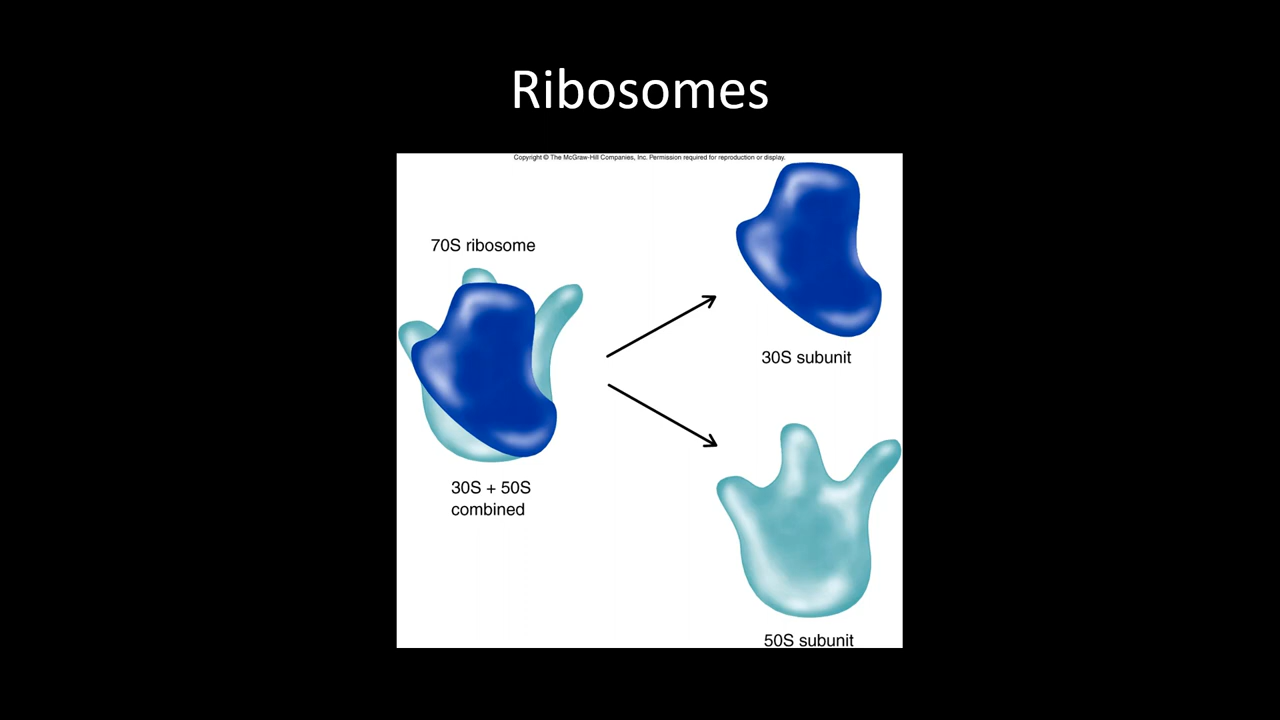 Ribosomes
Copyright © The McGraw-Hill Companies, Inc. Permission required for reproduction or display.
70S ribosome
30S + 50S
combined
30S subunit
50S subunit